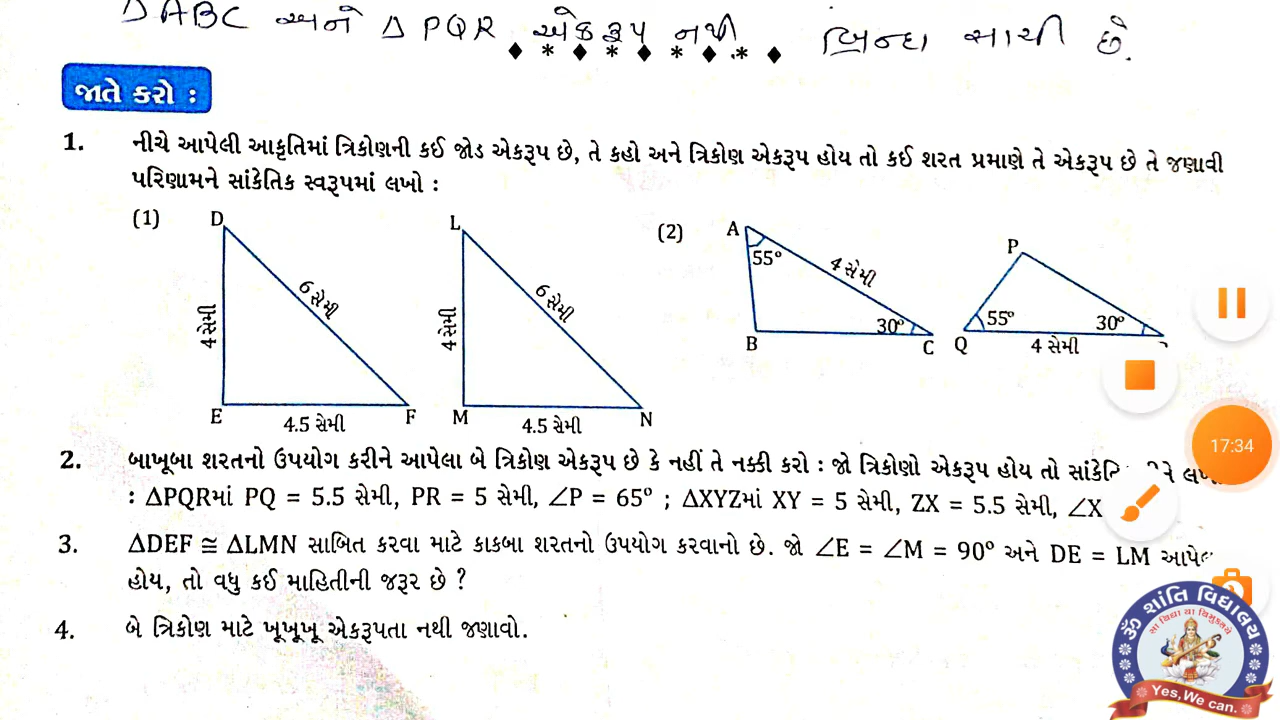 Δ ABC અને Δ PQR એકરૂપ નથી બિન્દા સાચી છે.
જાતે કરો :
1. નીચે આપેલી આકૃતિમાં ત્રિકોણની કઈ જોડ એકરૂપ છે, તે કહો અને ત્રિકોણ એકરૂપ હોય તો કઈ શરત પ્રમાણે તે એકરૂપ છે તે જણાવી
પરિણામને સાંકેતિક સ્વરૂપમાં લખો :
(1)
D
4 સેમી
6 સેમી
E
4.5 સેમી
F
L
4 સેમી
6 સેમી
M
4.5 સેમી
N
(2)
A
55°
4 સેમી
30°
B
C
P
55°
30°
Q
4 સેમી
2. બાખૂબા શરતનો ઉપયોગ કરીને આપેલા બે ત્રિકોણ એકરૂપ છે કે નહીં તે નક્કી કરો : જો ત્રિકોણો એકરૂપ હોય તો
: ΔPQRમાં PQ = 5.5 સેમી, PR = 5 સેમી, ∠P = 65° ; ΔXYZમાં XY = 5 સેમી, ZX = 5.5 સેમી, ∠X
3. ΔDEF ≅ ΔLMN સાબિત કરવા માટે કાકબા શરતનો ઉપયોગ કરવાનો છે. જો ∠E = ∠M = 90° અને DE = LM
હોય, તો વધુ કઈ માહિતીની જરૂર છે ?
4. બે ત્રિકોણ માટે ખૂખૂખૂ એકરૂપતા નથી જણાવો.
17:34
ૐ શાંતિ વિદ્યાલય
सा विद्या या विमुक्तये
Yes, We can.